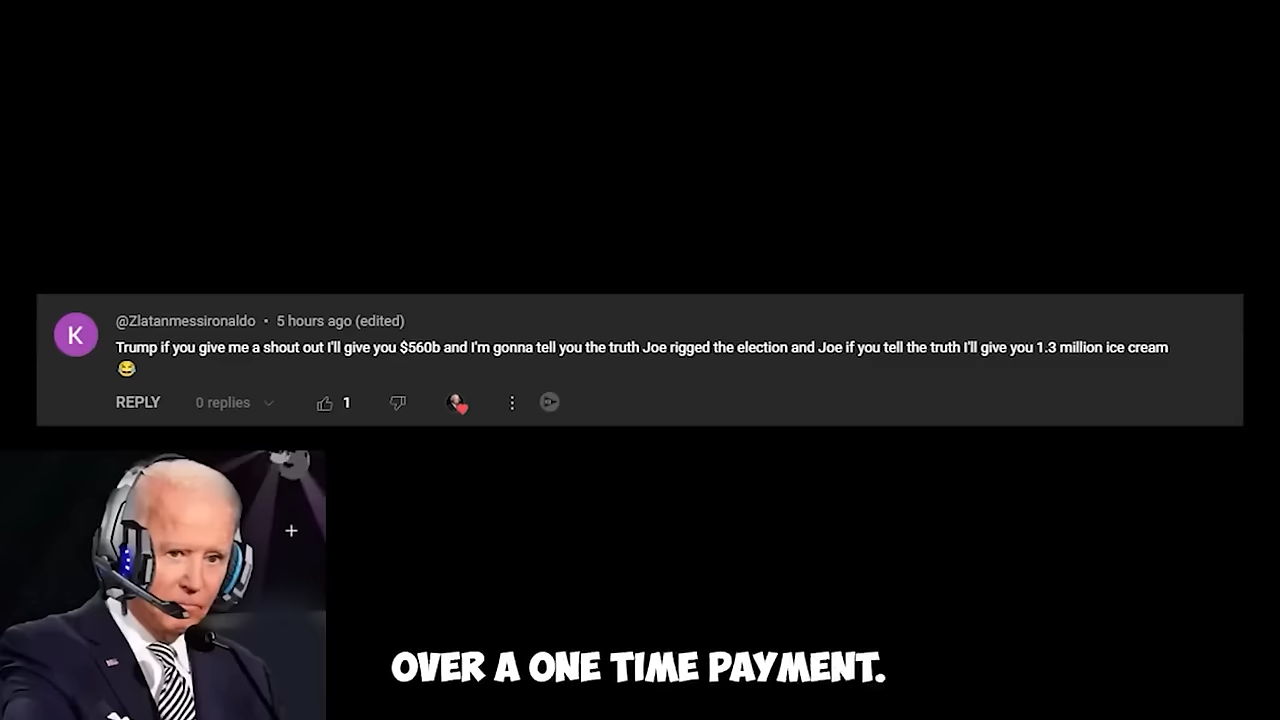 K
@Zlatanmessironaldo • 5 hours ago (edited)
Trump if you give me a shout out I'll give you $560b and I'm gonna tell you the truth Joe rigged the election and Joe if you tell the truth I'll give you 1.3 million ice cream
😂
REPLY 0 replies 1
OVER A ONE TIME PAYMENT.